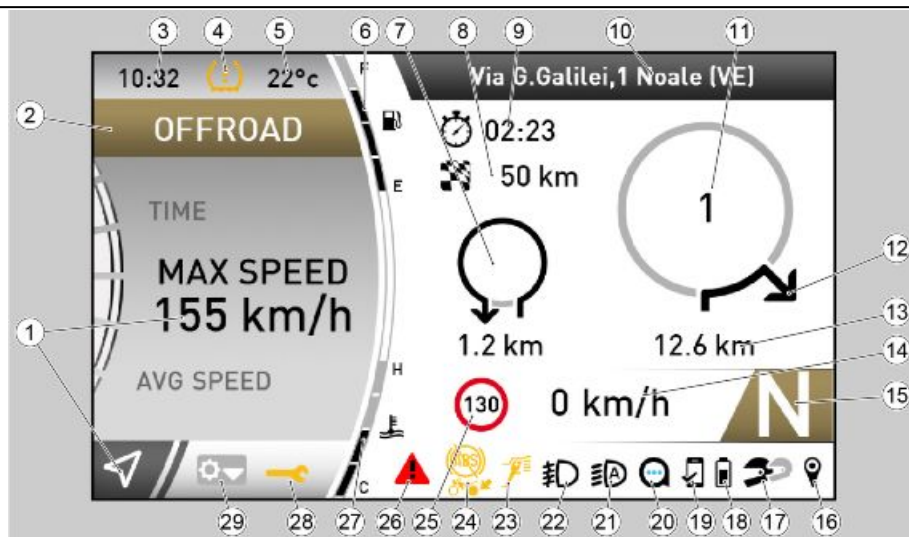 3 4 5 6 7 8 9 10 11
10:32 22°c F Via G.Galilei,1 Noale (VE)
2 OFFROAD 02:23
E 50 km
TIME 1
MAX SPEED 12
155 km/h 13
1 1.2 km 12.6 km
H 14
AVG SPEED 130 0 km/h N 15
ABS A
C
29 28 27 26 25 24 23 22 21 20 19 18 17 16